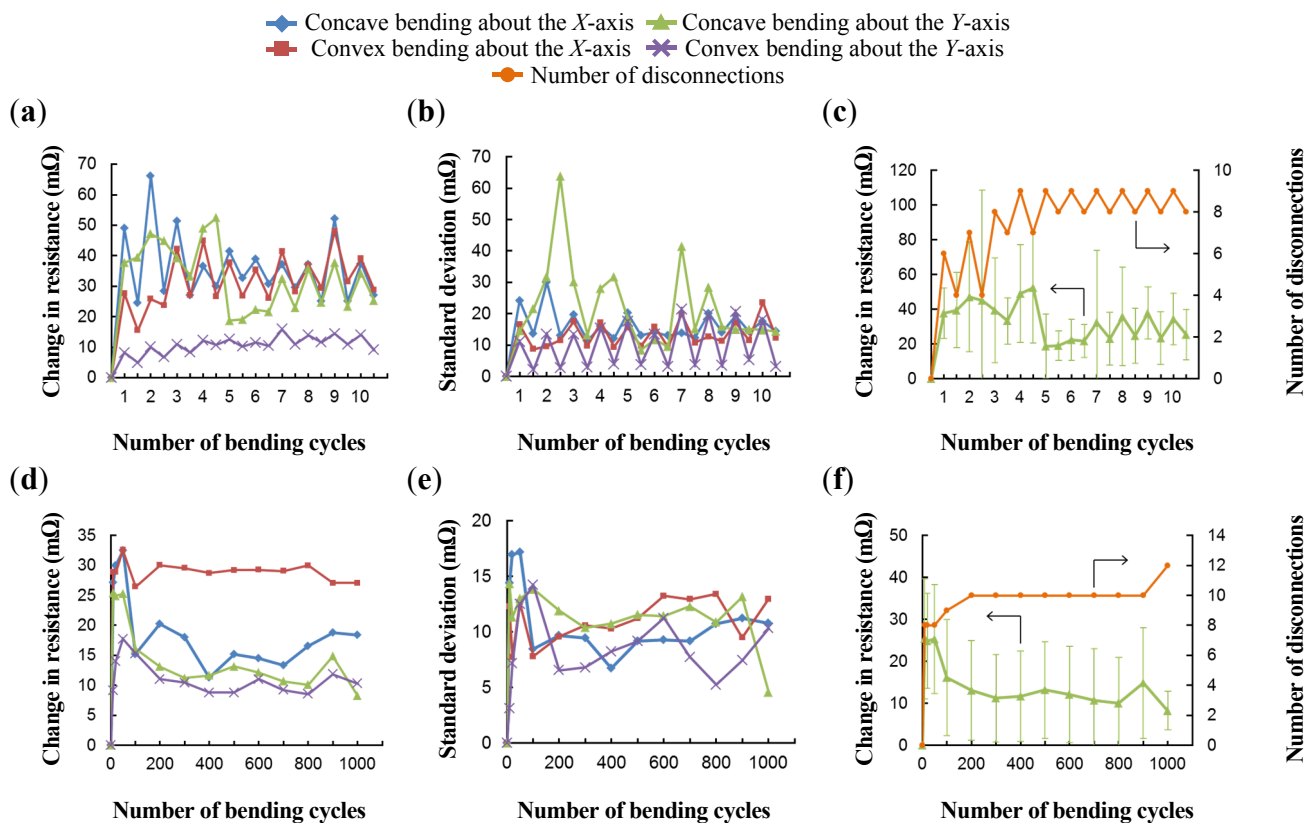 Concave bending about the X-axis Concave bending about the Y-axis
Convex bending about the X-axis Convex bending about the Y-axis
Number of disconnections
(a)
Change in resistance (mΩ)
70
60
50
40
30
20
10
0
1 2 3 4 5 6 7 8 9 10
Number of bending cycles
(b)
Standard deviation (mΩ)
70
60
50
40
30
20
10
0
1 2 3 4 5 6 7 8 9 10
Number of bending cycles
(c)
Change in resistance (mΩ)
120
100
80
60
40
20
0
10
8
6
4
2
0
Number of disconnections
1 2 3 4 5 6 7 8 9 10
Number of bending cycles
(d)
Change in resistance (mΩ)
35
30
25
20
15
10
5
0
0 200 400 600 800 1000
Number of bending cycles
(e)
Standard deviation (mΩ)
20
15
10
5
0
0 200 400 600 800 1000
Number of bending cycles
(f)
Change in resistance (mΩ)
50
40
30
20
10
0
14
12
10
8
6
4
2
0
Number of disconnections
0 200 400 600 800 1000
Number of bending cycles